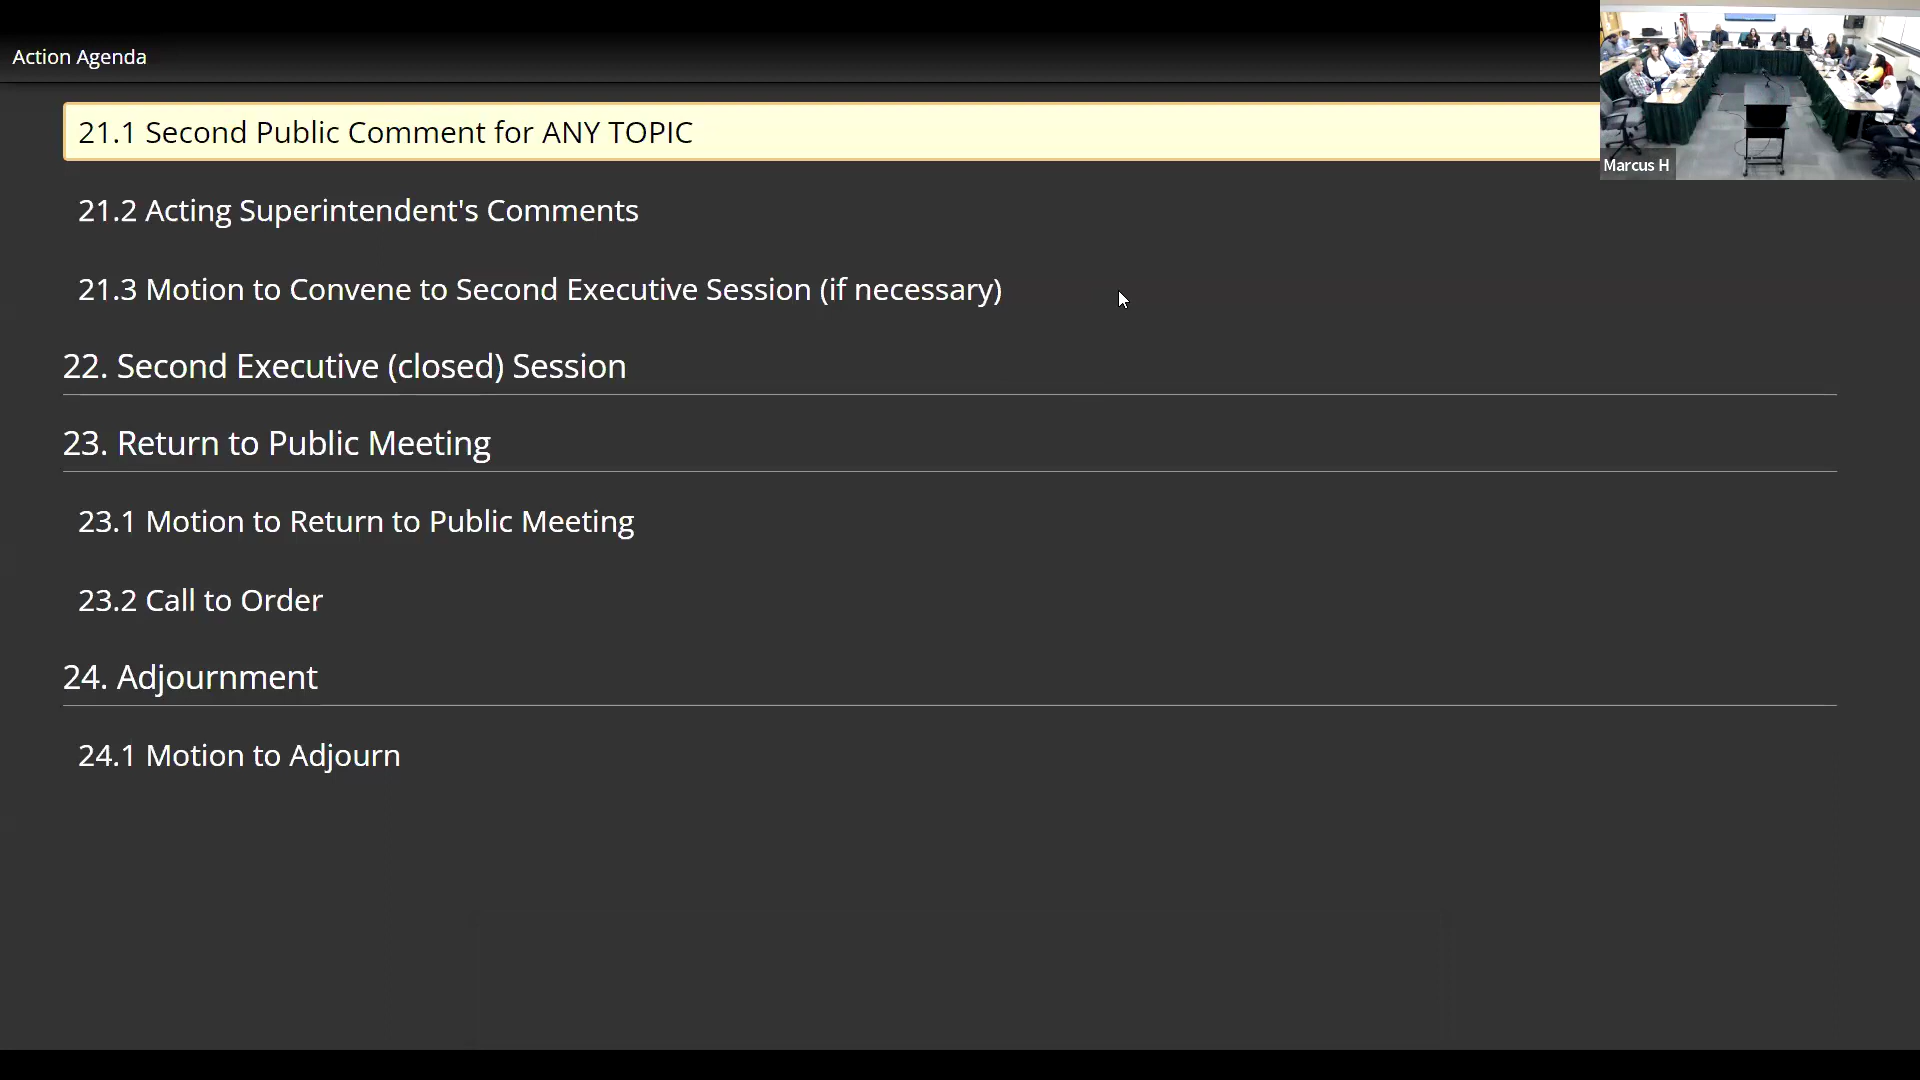 Action Agenda
21.1 Second Public Comment for ANY TOPIC
21.2 Acting Superintendent's Comments
21.3 Motion to Convene to Second Executive Session (if necessary)
22. Second Executive (closed) Session
23. Return to Public Meeting
23.1 Motion to Return to Public Meeting
23.2 Call to Order
24. Adjournment
24.1 Motion to Adjourn
Marcus H